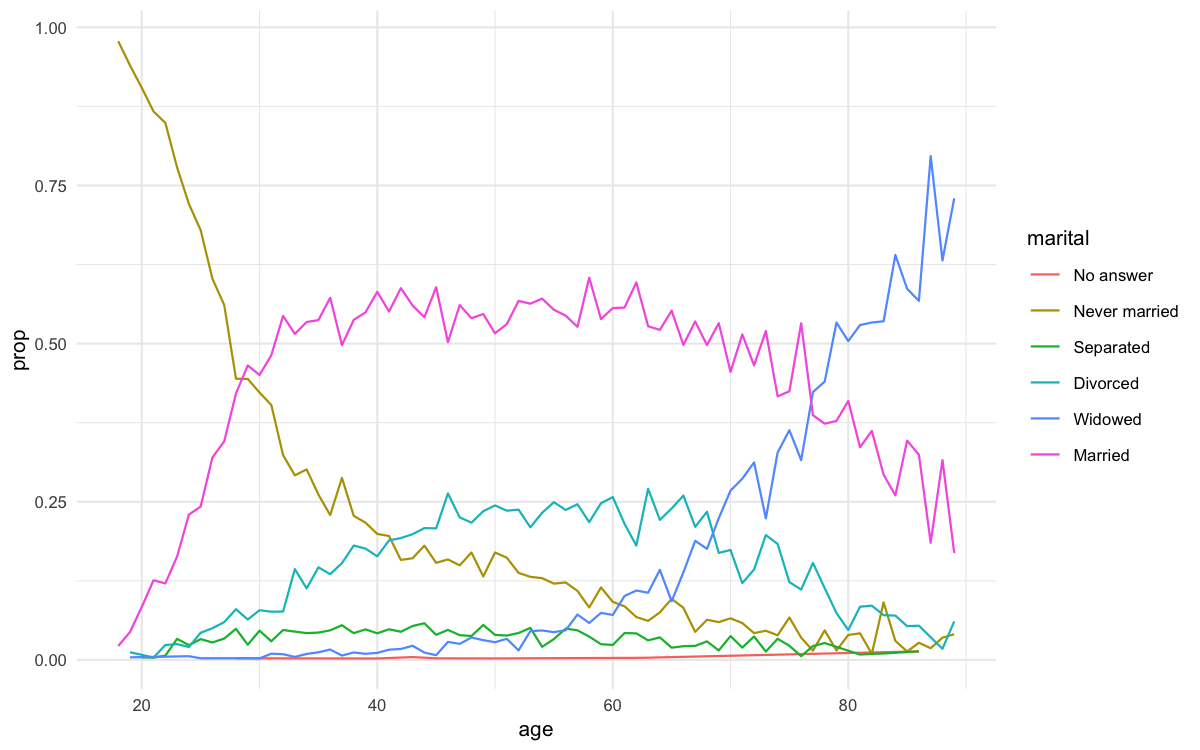 1.00
0.75
0.50
0.25
0.00
prop
20
40
60
80
age
marital
No answer
Never married
Separated
Divorced
Widowed
Married